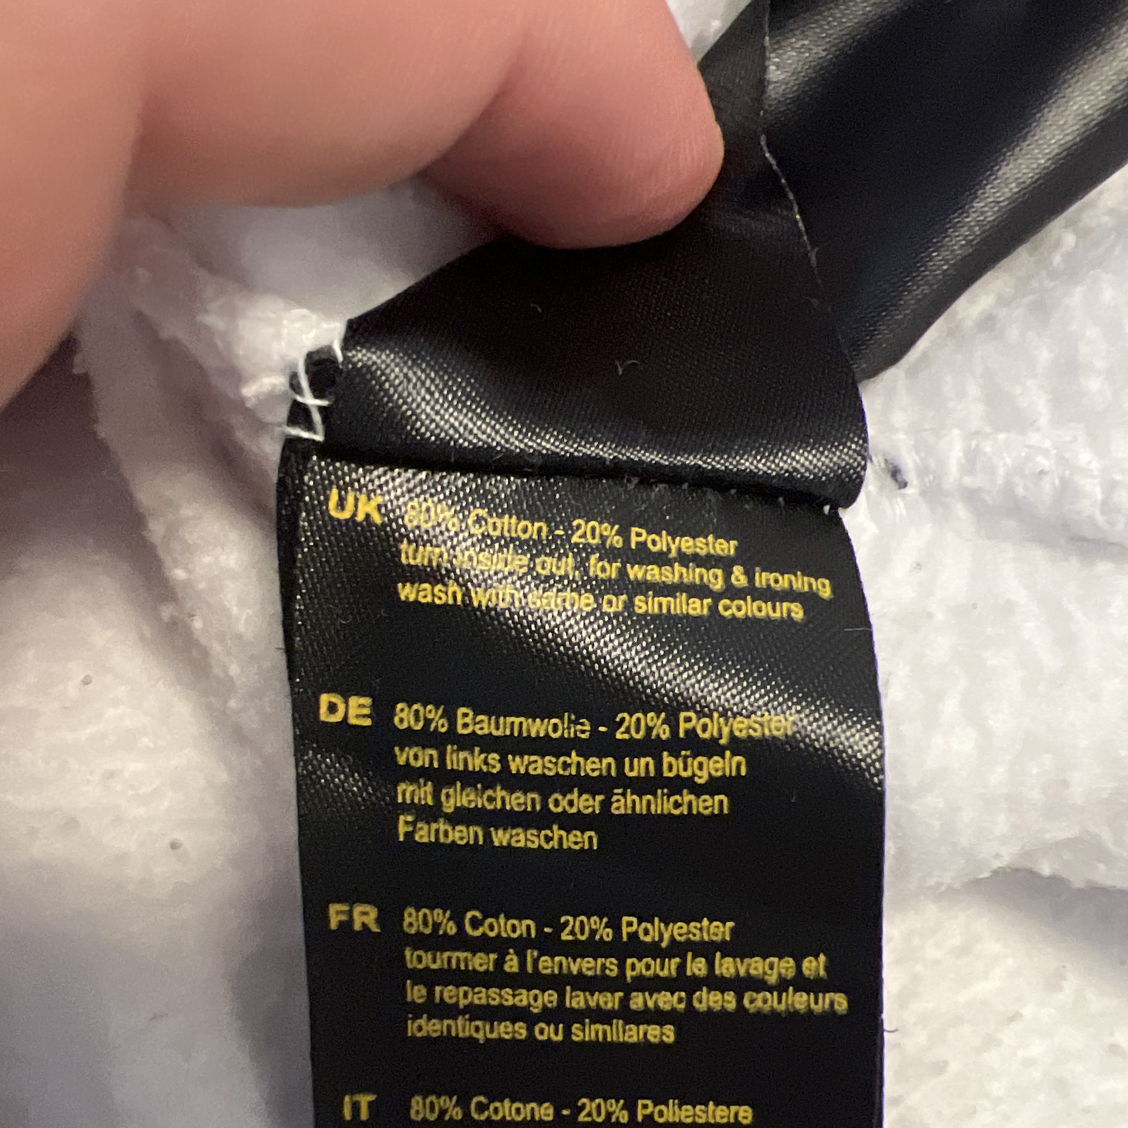 UK 80% Cotton - 20% Polyester
turn inside out, for washing & ironing
wash with same or similar colours
DE 80% Baumwolle - 20% Polyester
von links waschen un bügeln
mit gleichen oder ähnlichen
Farben waschen
FR 80% Coton - 20% Polyester
tourmer à l'envers pour le lavage et
le repassage laver avec des couleurs
identiques ou similares
IT 80% Cotone - 20% Poliestere